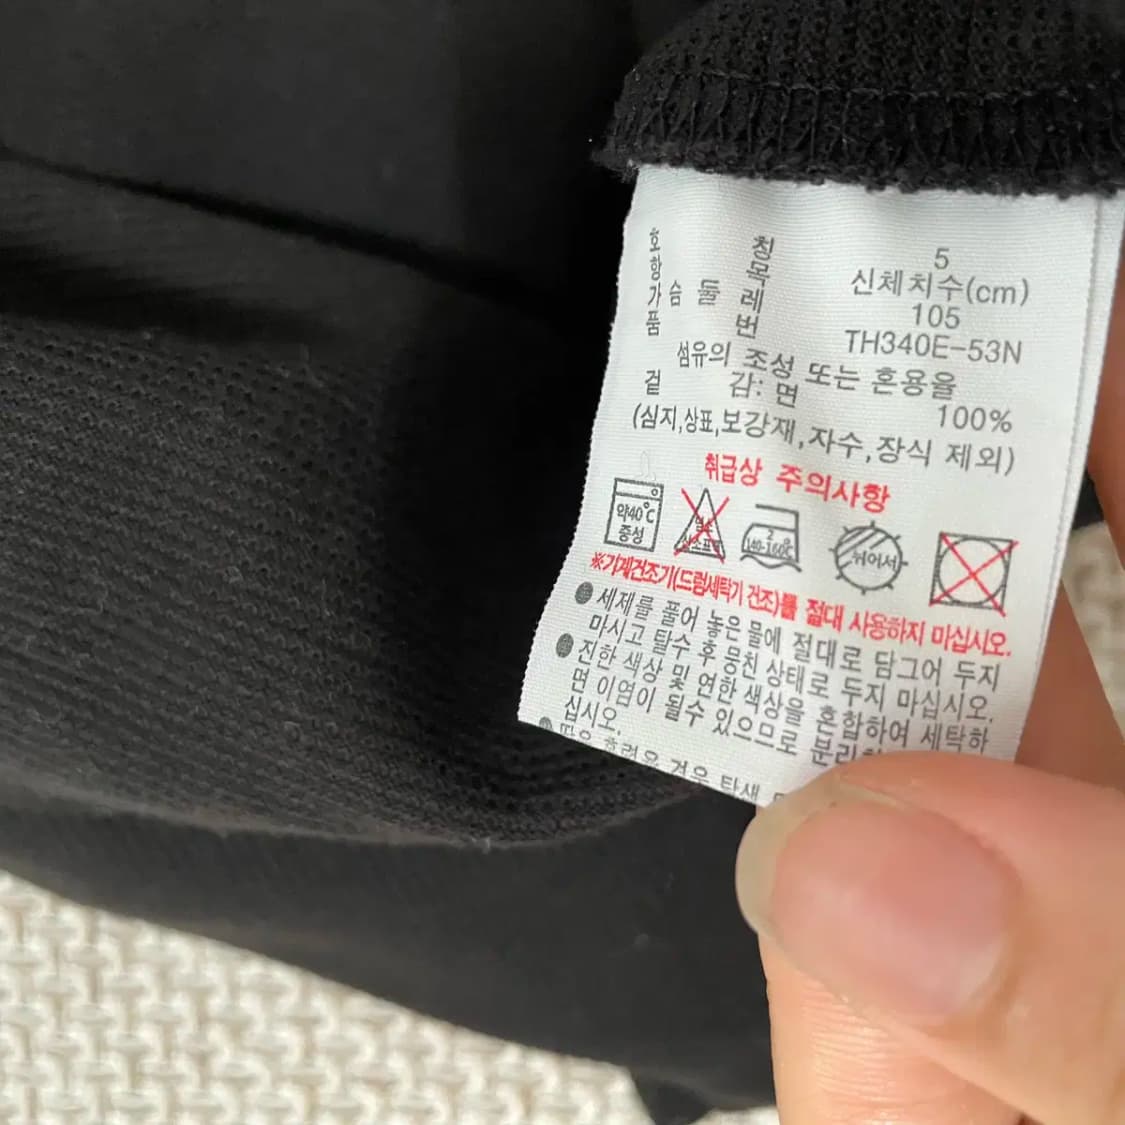 호 칭 5
항 목 신체치수(cm)
가슴둘레 105
품 번 TH340E-53N
섬유의 조성 또는 혼용율
겉 감: 면 100%
(심지,상표,보강재,자수,장식 제외)
취급상 주의사항
약40℃
중성
산소표백
2
140-160℃
뉘어서
※기계건조기(드럼세탁기 건조)를 절대 사용하지 마십시오.
● 세제를 풀어 놓은 물에 절대로 담그어 두지
마시고 탈수 후 뭉친 상태로 두지 마십시오.
● 진한 색상 및 연한 색상을 혼합하여 세탁하
면 이염이 될수 있으므로 분리
십시오.